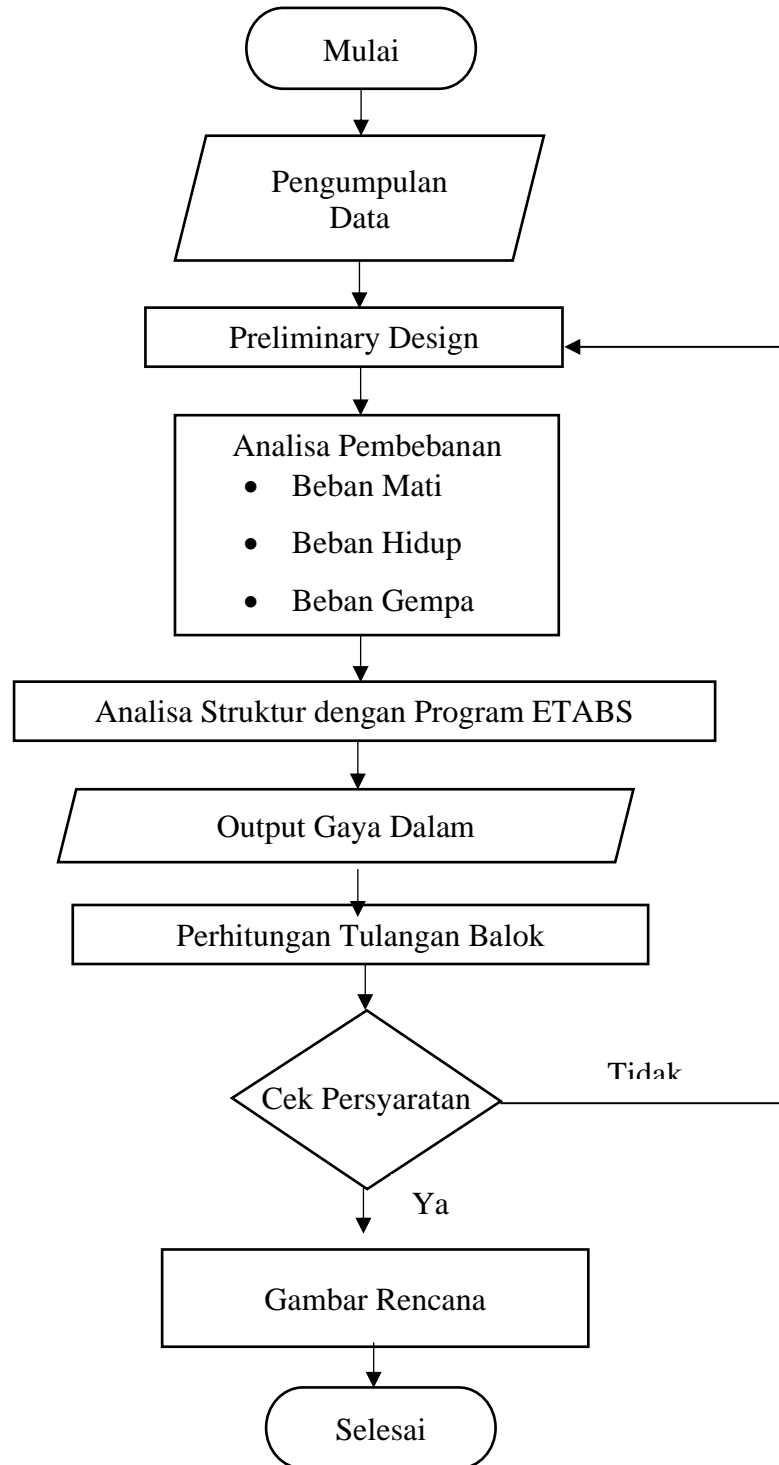 Mulai
Pengumpulan
Data
Preliminary Design
Analisa Pembebanan
• Beban Mati
• Beban Hidup
• Beban Gempa
Analisa Struktur dengan Program ETABS
Output Gaya Dalam
Perhitungan Tulangan Balok
Cek Persyaratan
Tidak
Ya
Gambar Rencana
Selesai